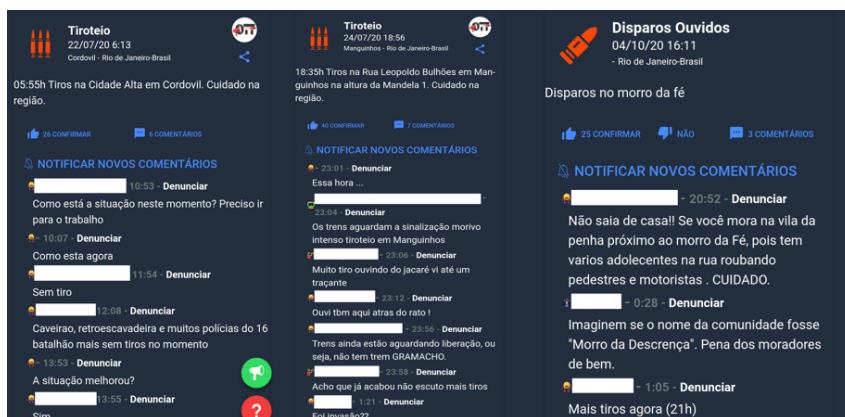 Tiroteio
22/07/20 6:13
Cordovil - Rio de Janeiro-Brasil
OTT
05:55h Tiros na Cidade Alta em Cordovil. Cuidado na
região.
26 CONFIRMAR
6 COMENTÁRIOS
NOTIFICAR NOVOS COMENTÁRIOS
10:53 - Denunciar
Como está a situação neste momento? Preciso ir
para o trabalho
- 10:07 - Denunciar
Como esta agora
11:54 - Denunciar
Sem tiro
12:08 - Denunciar
Caveirao, retroescavadeira e muitos polícias do 16
batalhão mais sem tiros no momento
- 13:53 - Denunciar
A situação melhorou?
13:55 - Denunciar
Sim
?
Tiroteio
24/07/20 18:56
Manguinhos - Rio de Janeiro-Brasil
OTT
18:35h Tiros na Rua Leopoldo Bulhões em Man-
guinhos na altura da Mandela 1. Cuidado na
região.
40 CONFIRMAR
7 COMENTÁRIOS
NOTIFICAR NOVOS COMENTÁRIOS
- 23:01 - Denunciar
Essa hora ...
-
23:04 - Denunciar
Os trens aguardam a sinalização morivo
intenso tiroteio em Manguinhos
- 23:06 - Denunciar
Muito tiro ouvindo do jacaré vi até um
traçante
- 23:12 - Denunciar
Ouvi tbm aqui atras do rato !
- 23:56 - Denunciar
Trens ainda estão aguardando liberação, ou
seja, não tem trem GRAMACHO.
- 23:58 - Denunciar
Acho que já acabou não escuto mais tiros
- 1:21 - Denunciar
Foi invasão??
Disparos Ouvidos
04/10/20 16:11
- Rio de Janeiro-Brasil
Disparos no morro da fé
25 CONFIRMAR
NÃO
3 COMENTÁRIOS
NOTIFICAR NOVOS COMENTÁRIOS
- 20:52 - Denunciar
Não saia de casa!! Se você mora na vila da
penha próximo ao morro da Fé, pois tem
varios adolecentes na rua roubando
pedestres e motoristas . CUIDADO.
- 0:28 - Denunciar
Imaginem se o nome da comunidade fosse
"Morro da Descrença". Pena dos moradores
de bem.
- 1:05 - Denunciar
Mais tiros agora (21h)